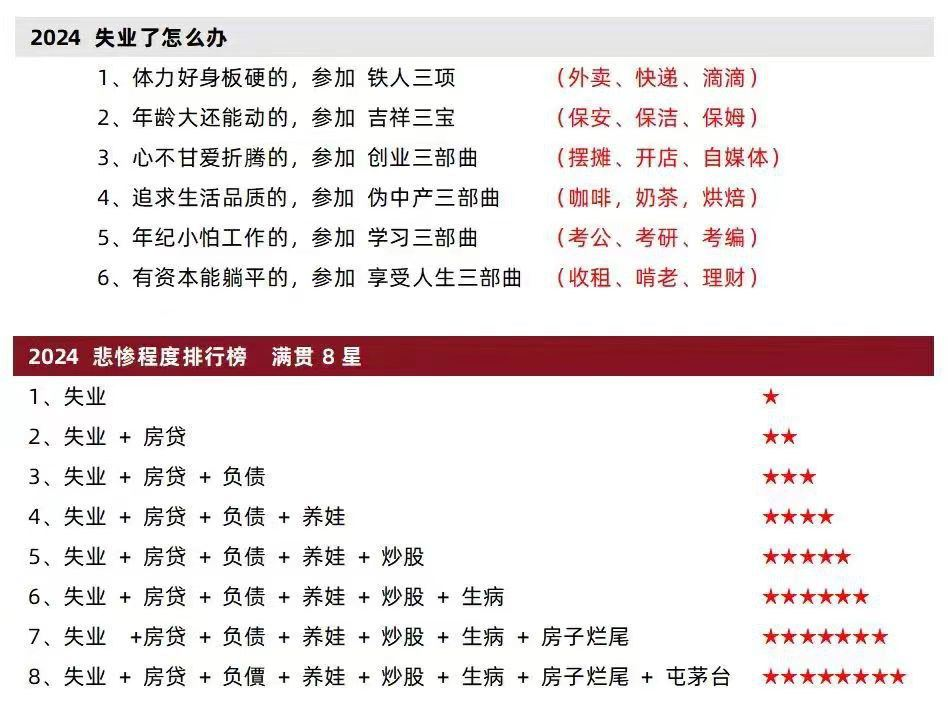 2024 失业了怎么办
1、体力好身板硬的，参加 铁人三项 （外卖、快递、滴滴）
2、年龄大还能动的，参加 吉祥三宝 （保安、保洁、保姆）
3、心不甘爱折腾的，参加 创业三部曲 （摆摊、开店、自媒体）
4、追求生活品质的，参加 伪中产三部曲 （咖啡，奶茶，烘焙）
5、年纪小怕工作的，参加 学习三部曲 （考公、考研、考编）
6、有资本能躺平的，参加 享受人生三部曲 （收租、啃老、理财）
2024 悲惨程度排行榜 满贯 8 星
1、失业 ★
2、失业 + 房贷 ★★
3、失业 + 房贷 + 负债 ★★★
4、失业 + 房贷 + 负债 + 养娃 ★★★★
5、失业 + 房贷 + 负债 + 养娃 + 炒股 ★★★★★
6、失业 + 房贷 + 负债 + 养娃 + 炒股 + 生病 ★★★★★★
7、失业 +房贷 + 负债 + 养娃 + 炒股 + 生病 + 房子烂尾 ★★★★★★★
8、失业 + 房贷 + 负價 + 养娃 + 炒股 + 生病 + 房子烂尾 + 屯茅台 ★★★★★★★★